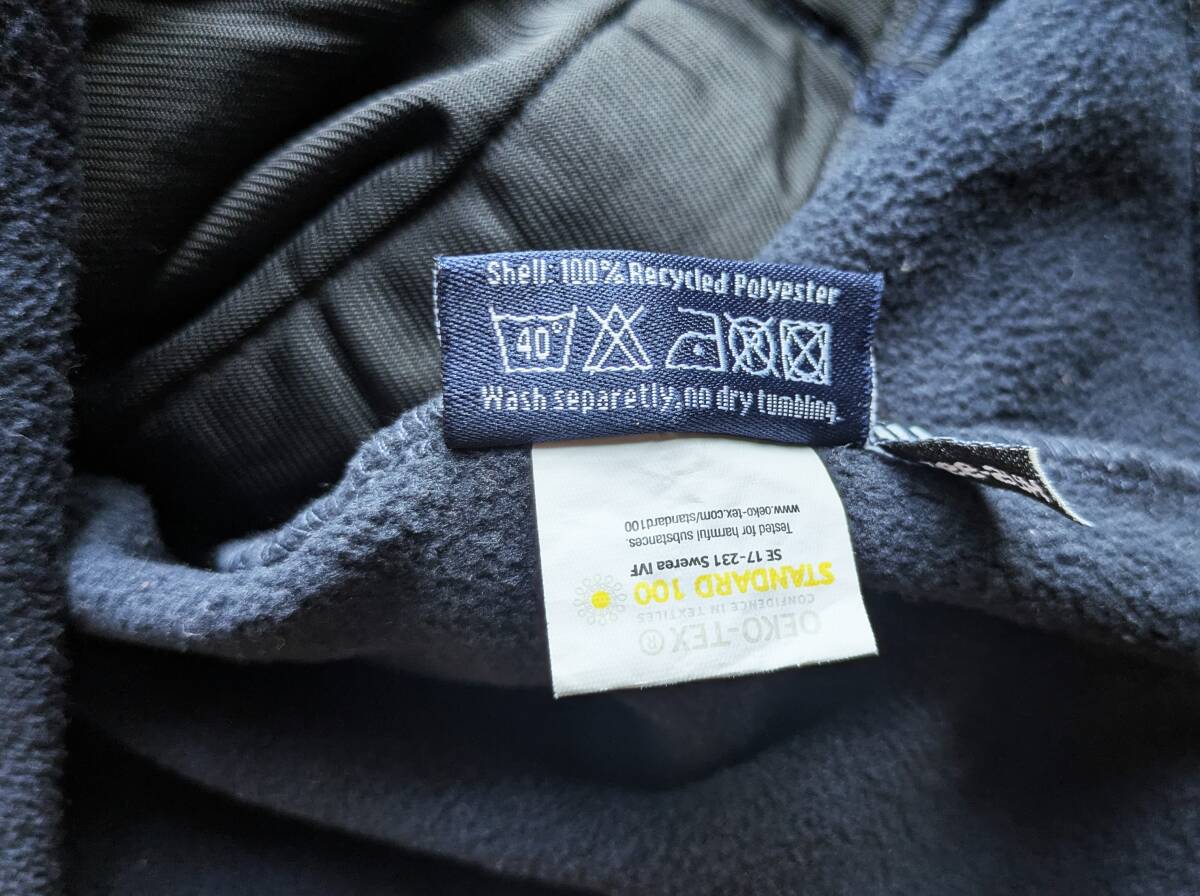 Shell: 100% Recycled Polyester
40°
Wash separetly, no dry tumbling.
OEKO-TEX®
CONFIDENCE IN TEXTILES
STANDARD 100
SE 17-231 Swerea IVF
Tested for harmful substances.
www.oeko-tex.com/standard100